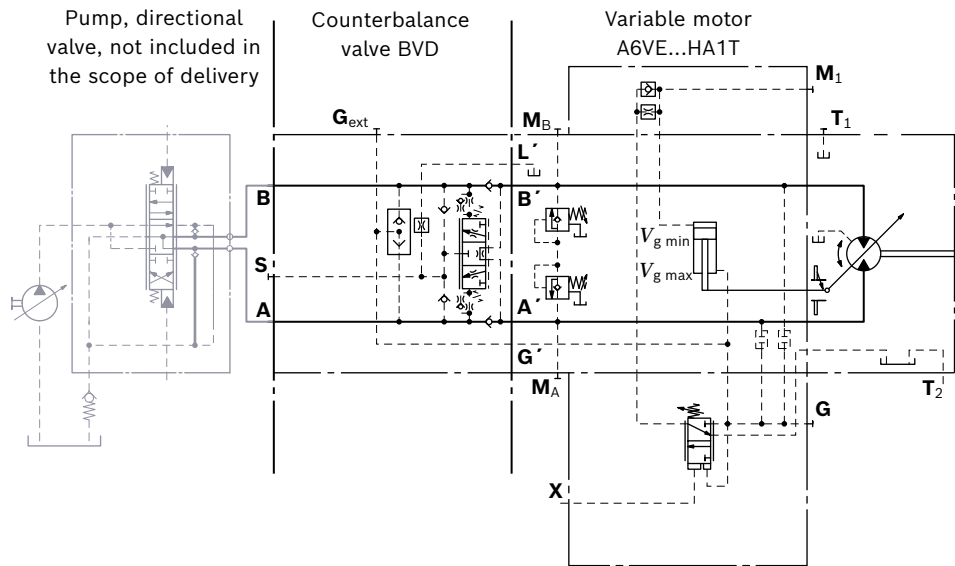 Pump, directional
valve, not included in
the scope of delivery
Counterbalance
valve BVD
Variable motor
A6VE...HA1T
M1
Gext
MB
T1
L´
B
B´
Vg min
Vg max
S
A
A´
G´
MA
T2
G
X